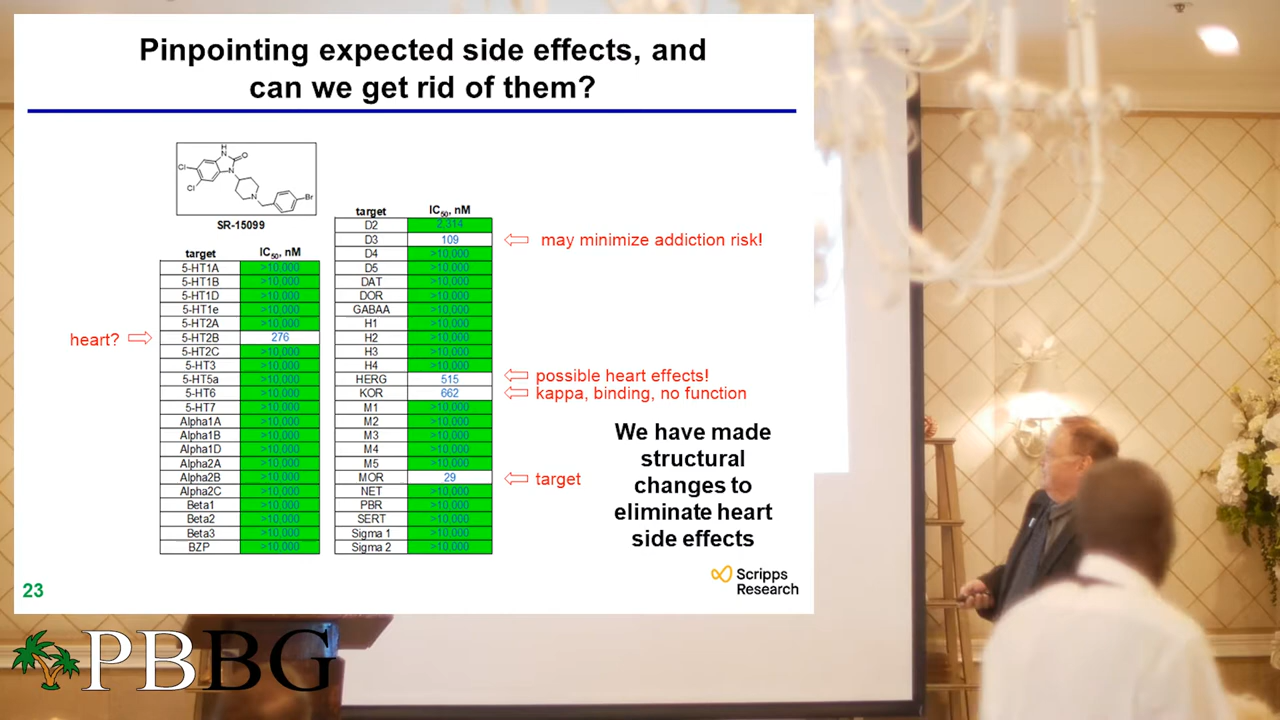 Pinpointing expected side effects, and
can we get rid of them?
H
N
O
Cl
Cl
N
N
Br
SR-15099
target IC50, nM
5-HT1A >10,000
5-HT1B >10,000
5-HT1D >10,000
5-HT1e >10,000
5-HT2A >10,000
heart? 5-HT2B 276
5-HT2C >10,000
5-HT3 >10,000
5-HT5a >10,000
5-HT6 >10,000
5-HT7 >10,000
Alpha1A >10,000
Alpha1B >10,000
Alpha1D >10,000
Alpha2A >10,000
Alpha2B >10,000
Alpha2C >10,000
Beta1 >10,000
Beta2 >10,000
Beta3 >10,000
BZP >10,000
target IC50, nM
D2 2,314
D3 109 may minimize addiction risk!
D4 >10,000
D5 >10,000
DAT >10,000
DOR >10,000
GABAA >10,000
H1 >10,000
H2 >10,000
H3 >10,000
H4 >10,000
HERG 515 possible heart effects!
KOR 662 kappa, binding, no function
M1 >10,000
M2 >10,000
M3 >10,000
M4 >10,000
M5 >10,000
MOR 29 target
NET >10,000
PBR >10,000
SERT >10,000
Sigma 1 >10,000
Sigma 2 >10,000
We have made
structural
changes to
eliminate heart
side effects
23
Scripps
Research
PBBG